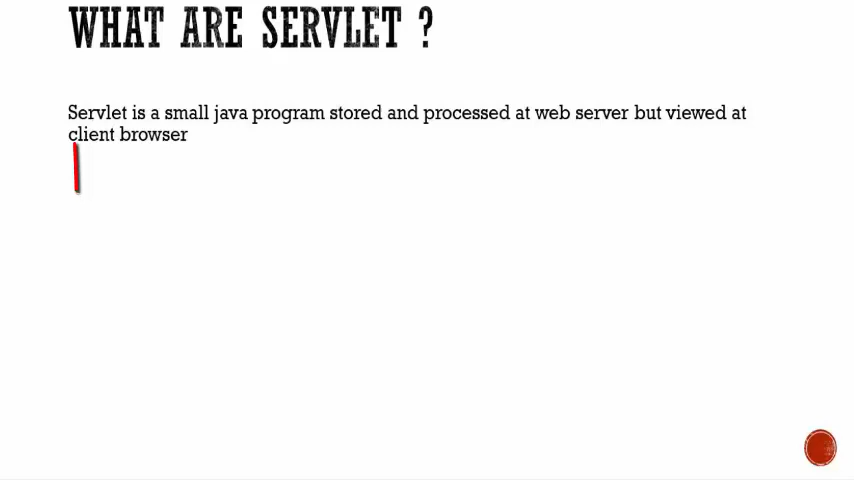 WHAT ARE SERVLET ?
Servlet is a small java program stored and processed at web server but viewed at
client browser